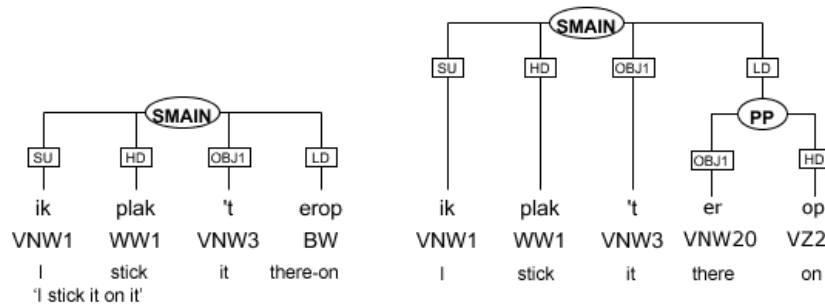 SMAIN
SU HD OBJ1 LD
ik plak 't erop
VNW1 WW1 VNW3 BW
I stick it there-on
'I stick it on it'
SMAIN
SU HD OBJ1 LD
PP
OBJ1 HD
ik plak 't er op
VNW1 WW1 VNW3 VNW20 VZ2
I stick it there on